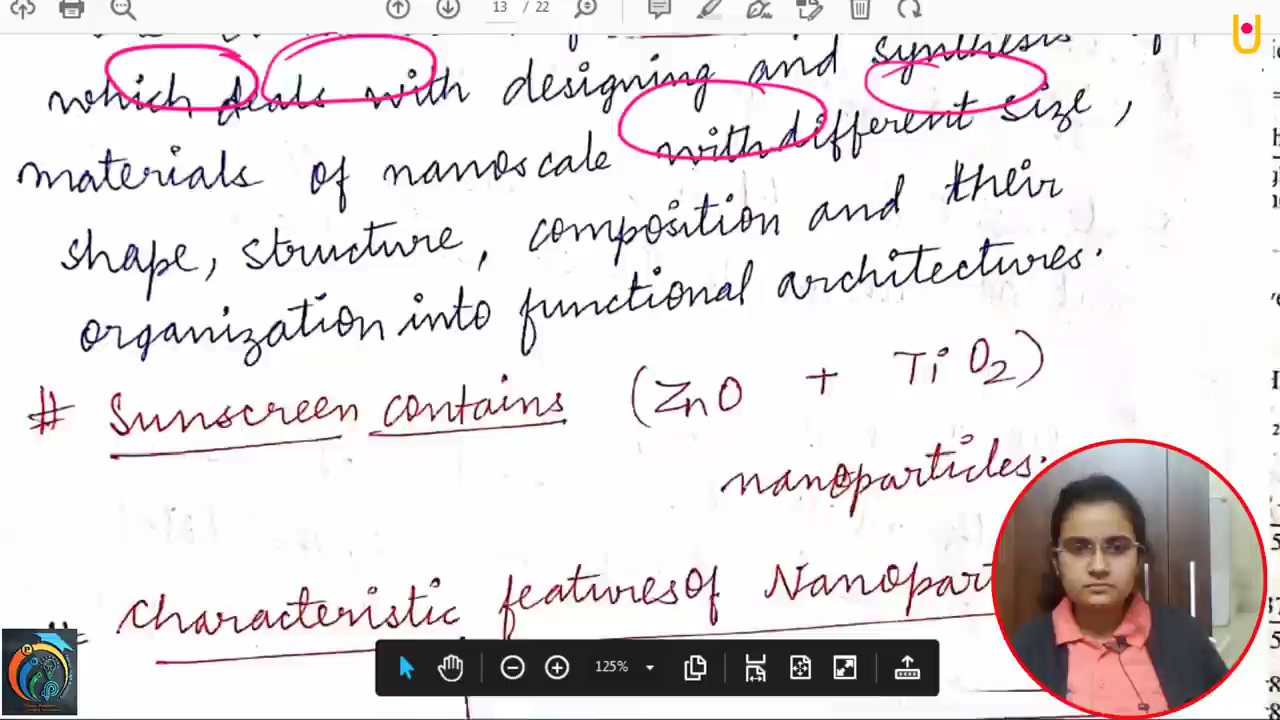 13 / 22
which deals with designing and synthesis of
materials of nanoscale with different size,
shape, structure, composition and their
organization into functional architectures.
# Sunscreen contains (ZnO + TiO2)
nanoparticles.
characteristic features of Nanopart
125%